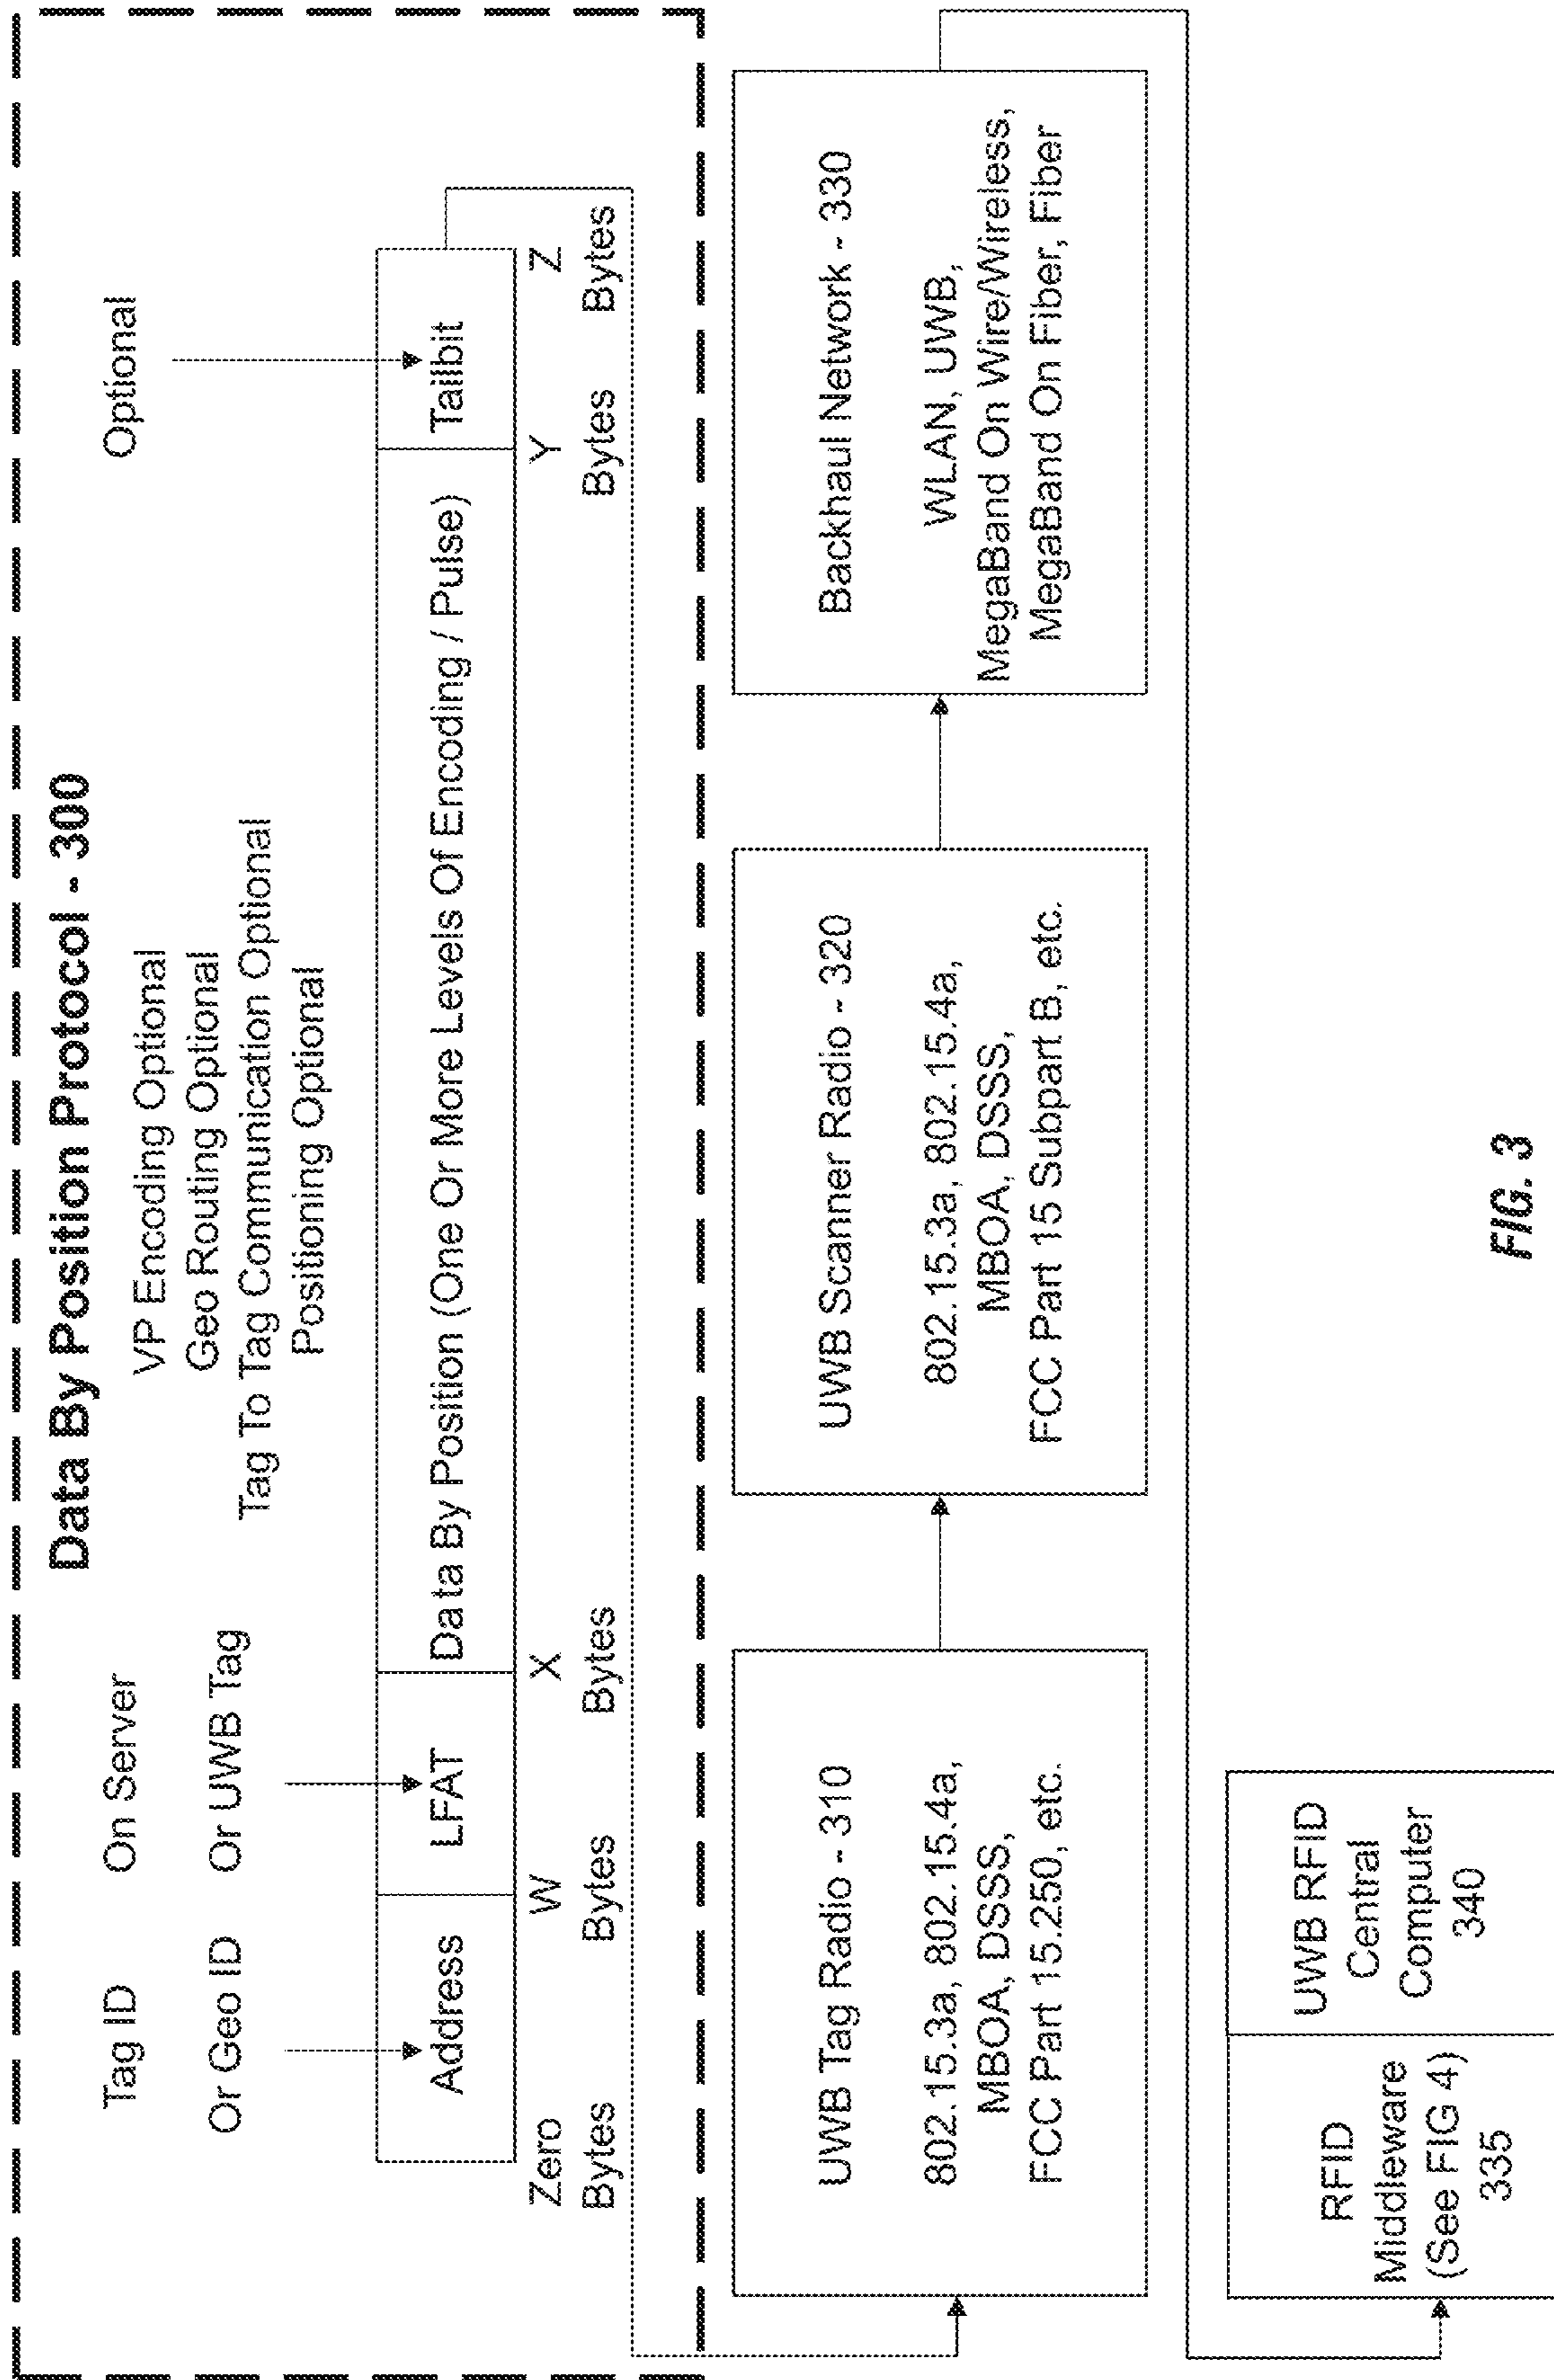 Data By Position Protocol - 300
Tag ID
On Server
VP Encoding Optional
Optional
Geo Routing Optional
Or Geo ID
Or UWB Tag
Tag To Tag Communication Optional
Positioning Optional
Address
LFAT
Data By Position (One Or More Levels Of Encoding / Pulse)
Tailbit
Zero
Bytes
W
Bytes
X
Bytes
Y
Bytes
Z
Bytes
UWB Tag Radio - 310
802.15.3a, 802.15.4a,
MBOA, DSSS,
FCC Part 15.250, etc.
UWB Scanner Radio - 320
802.15.3a, 802.15.4a,
MBOA, DSSS,
FCC Part 15 Subpart B, etc.
Backhaul Network - 330
WLAN, UWB,
MegaBand On Wire/Wireless,
MegaBand On Fiber, Fiber
RFID
Middleware
(See FIG 4)
335
UWB RFID
Central
Computer
340
FIG. 3